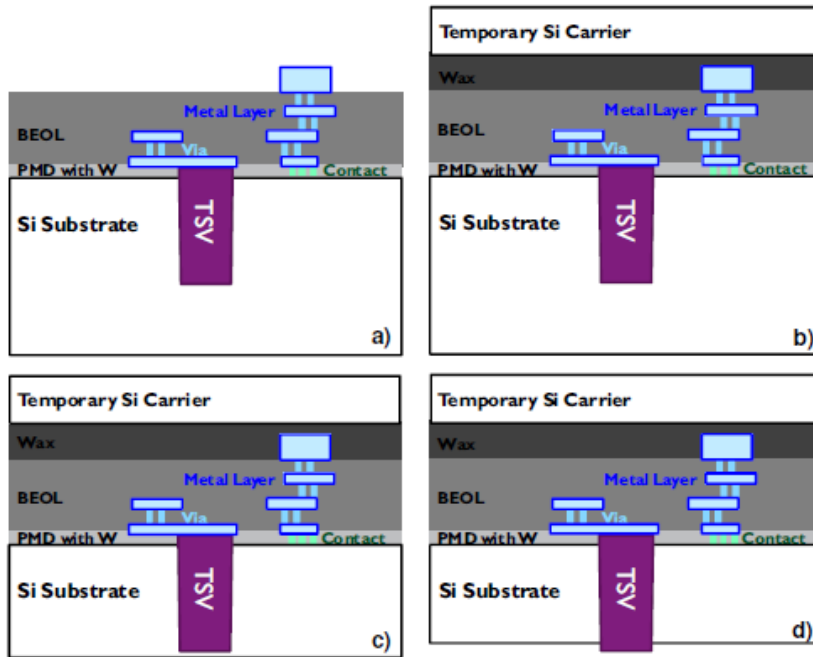 Metal Layer
BEOL
Via
PMD with W
Contact
Si Substrate
TSV
a)
Temporary Si Carrier
Wax
Metal Layer
BEOL
Via
PMD with W
Contact
Si Substrate
TSV
b)
Temporary Si Carrier
Wax
Metal Layer
BEOL
Via
PMD with W
Contact
Si Substrate
TSV
c)
Temporary Si Carrier
Wax
Metal Layer
BEOL
Via
PMD with W
Contact
Si Substrate
TSV
d)